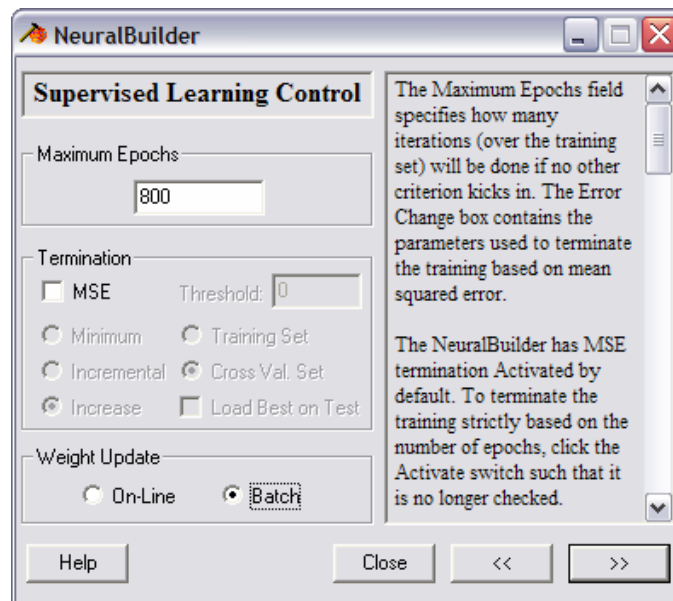 NeuralBuilder
Supervised Learning Control
Maximum Epochs
800
Termination
MSE Threshold: 0
Minimum Training Set
Incremental Cross Val. Set
Increase Load Best on Test
Weight Update
On-Line Batch
The Maximum Epochs field
specifies how many
iterations (over the training
set) will be done if no other
criterion kicks in. The Error
Change box contains the
parameters used to terminate
the training based on mean
squared error.
The NeuralBuilder has MSE
termination Activated by
default. To terminate the
training strictly based on the
number of epochs, click the
Activate switch such that it
is no longer checked.
Help Close << >>